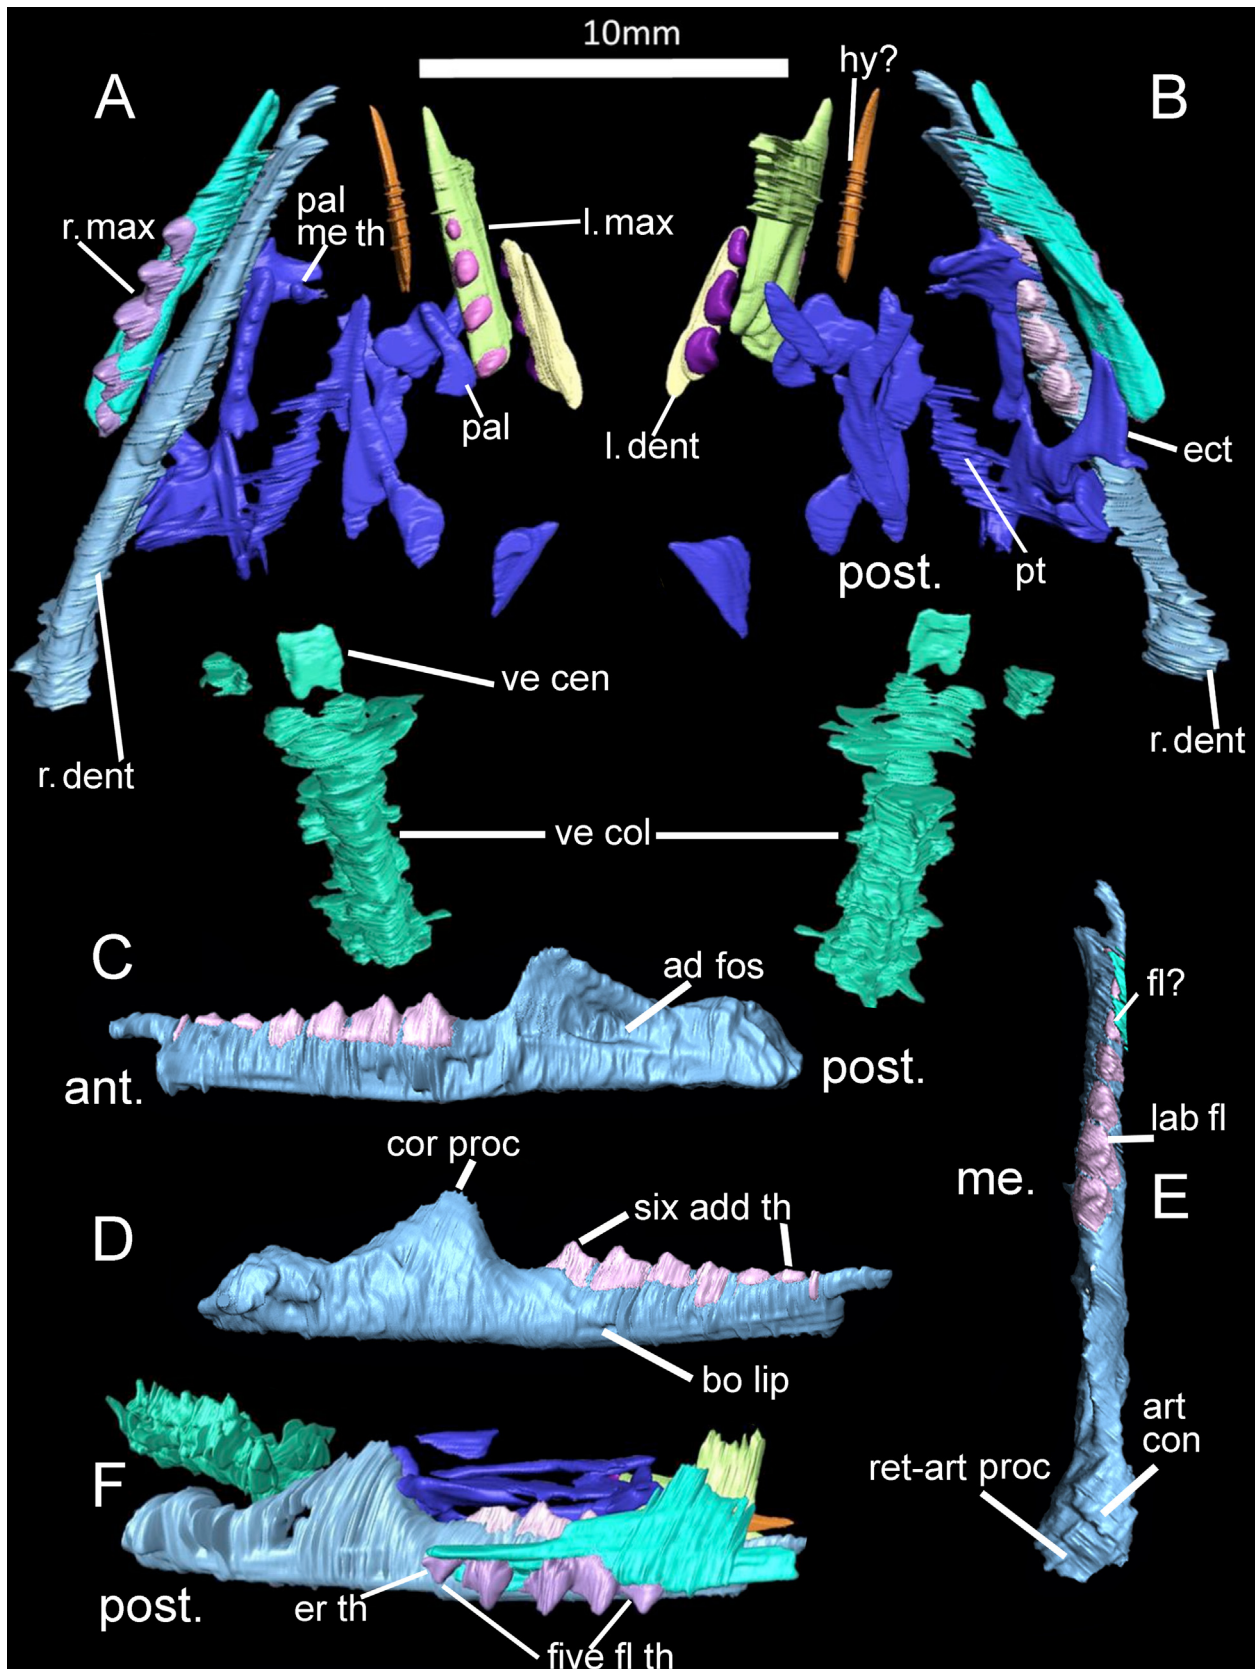 10mm
hy?
A
B
pal
me th
r. max
l. max
pal
l. dent
ect
post.
pt
ve cen
r. dent
r. dent
ve col
C
ad fos
fl?
ant.
post.
cor proc
lab fl
me.
E
D
six add th
bo lip
art
con
ret-art proc
F
er th
post.
five fl th